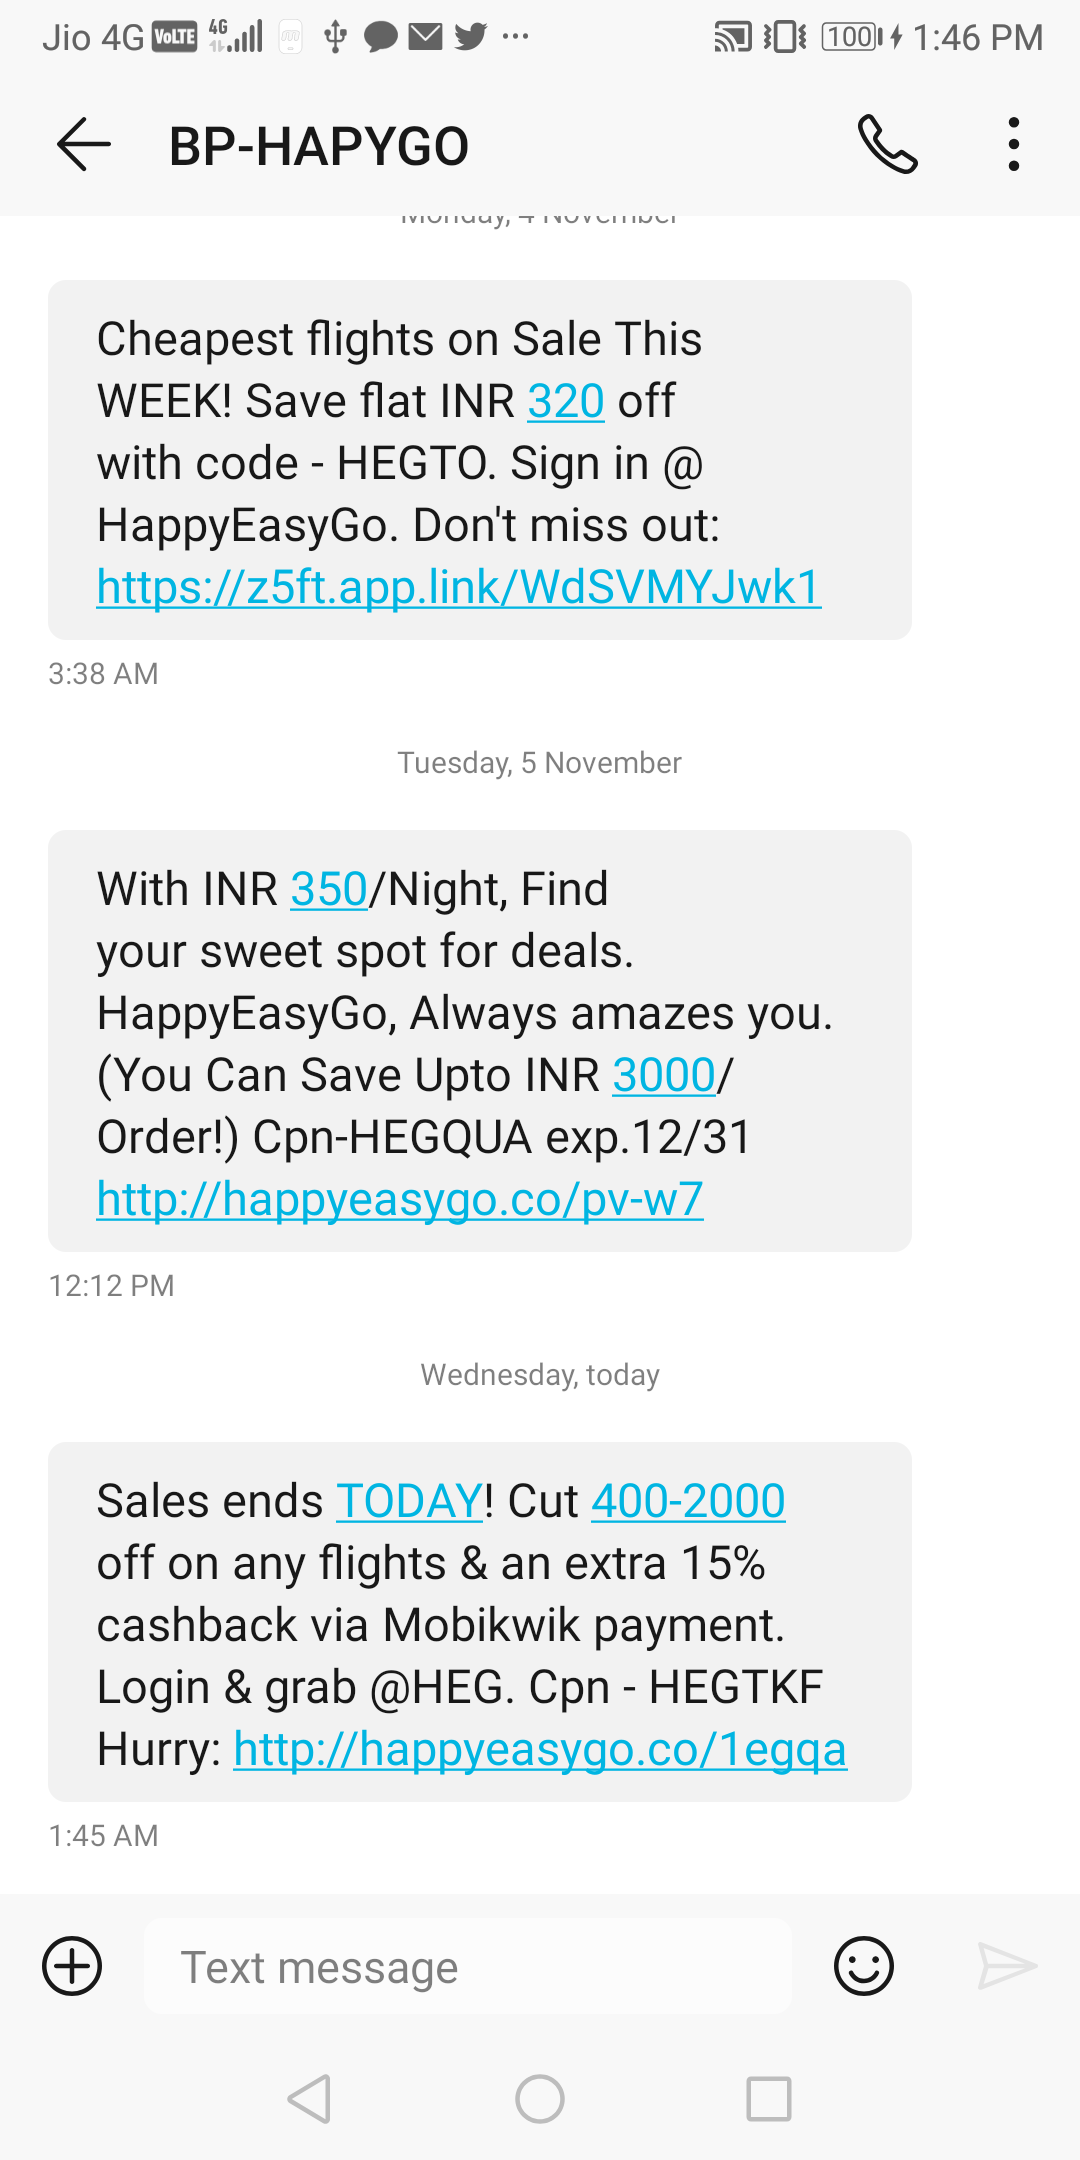 Jio 4G VoLTE 4G 100 1:46 PM
BP-HAPYGO
Monday, 4 November
Cheapest flights on Sale This
WEEK! Save flat INR 320 off
with code - HEGTO. Sign in @
HappyEasyGo. Don't miss out:
https://z5ft.app.link/WdSVMYJwk1
3:38 AM
Tuesday, 5 November
With INR 350/Night, Find
your sweet spot for deals.
HappyEasyGo, Always amazes you.
(You Can Save Upto INR 3000/
Order!) Cpn-HEGQUA exp.12/31
http://happyeasygo.co/pv-w7
12:12 PM
Wednesday, today
Sales ends TODAY! Cut 400-2000
off on any flights & an extra 15%
cashback via Mobikwik payment.
Login & grab @HEG. Cpn - HEGTKF
Hurry: http://happyeasygo.co/1egqa
1:45 AM
Text message